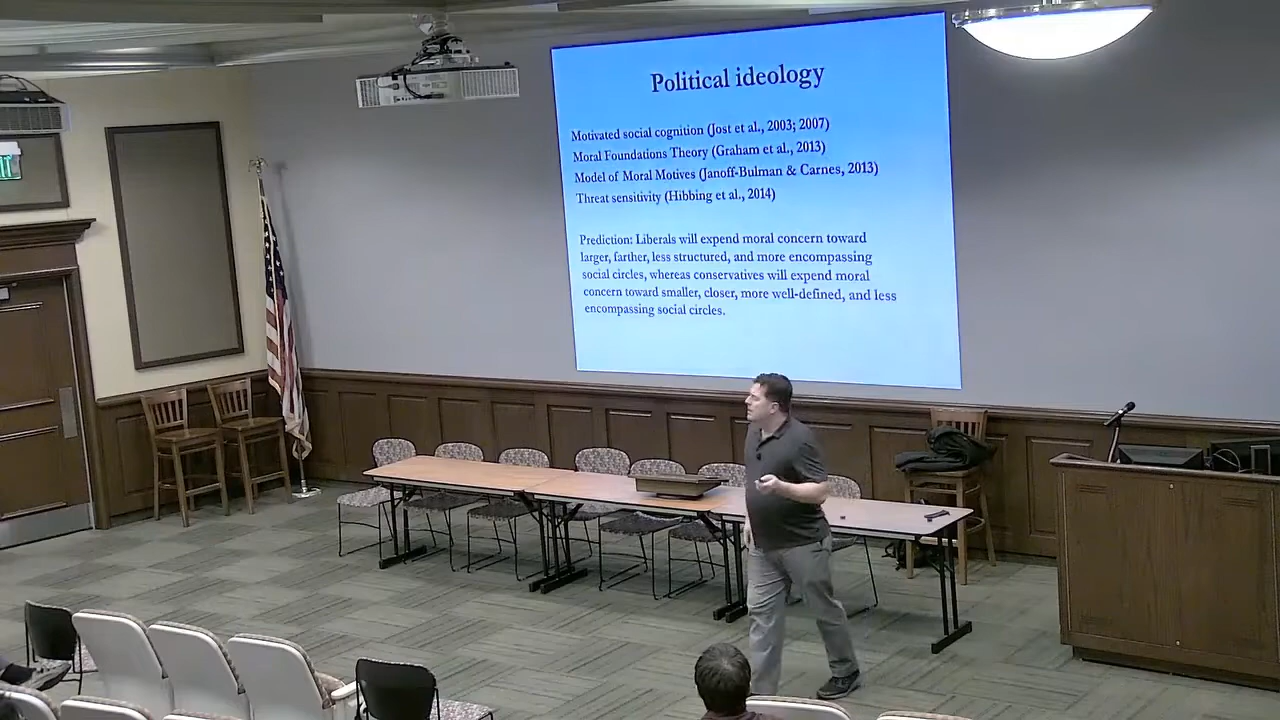 Political ideology
Motivated social cognition (Jost et al., 2003; 2007)
Moral Foundations Theory (Graham et al., 2013)
Model of Moral Motives (Janoff-Bulman & Carnes, 2013)
Threat sensitivity (Hibbing et al., 2014)
Prediction: Liberals will expend moral concern toward
larger, farther, less structured, and more encompassing
social circles, whereas conservatives will expend moral
concern toward smaller, closer, more well-defined, and less
encompassing social circles.